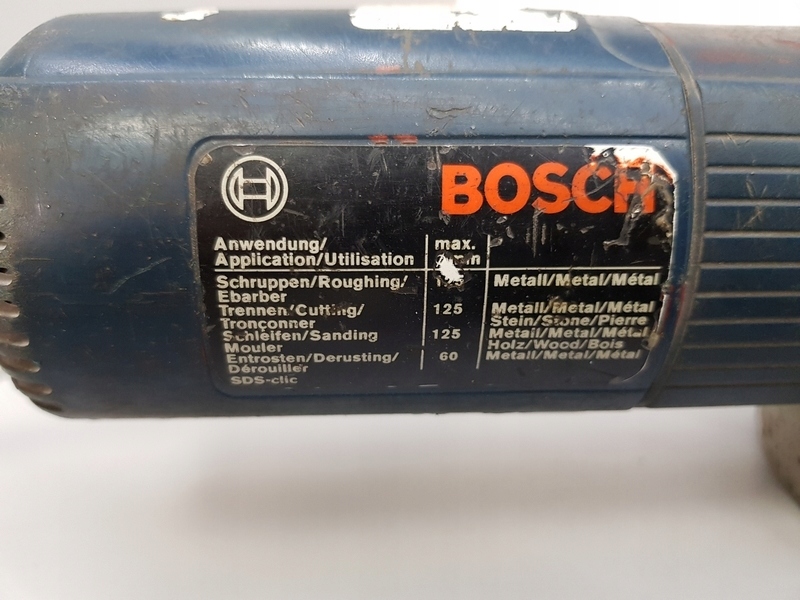 BOSCH
Anwendung/ max.
Application/Utilisation
Schruppen/Roughing/ Metall/Metal/Métal
Ebarber
Trennen/Cutting/ 125 Metall/Metal/Métal
Tronçonner Stein/Stone/Pierre
Schleifen/Sanding 125 Metall/Metal/Métal
Mouler Holz/Wood/Bois
Entrosten/Derusting/ 60 Metall/Metal/Métal
Dérouiller
SDS-clic